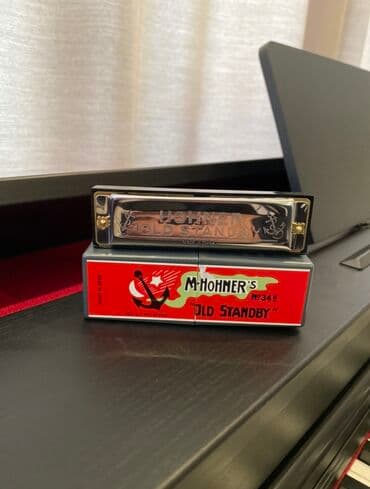 HOHNER
OLD STANDBY
M·HOHNER'S
No 34B
"OLD STANDBY"